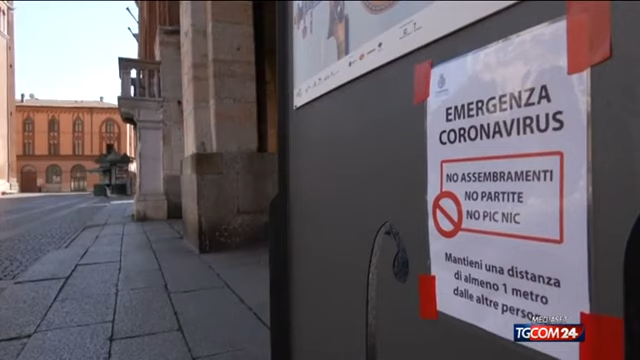 EMERGENZA
CORONAVIRUS
NO ASSEMBRAMENTI
NO PARTITE
NO PIC NIC
Mantieni una distanza
di almeno 1 metro
dalle altre persone
MEDIASET
TGCOM24